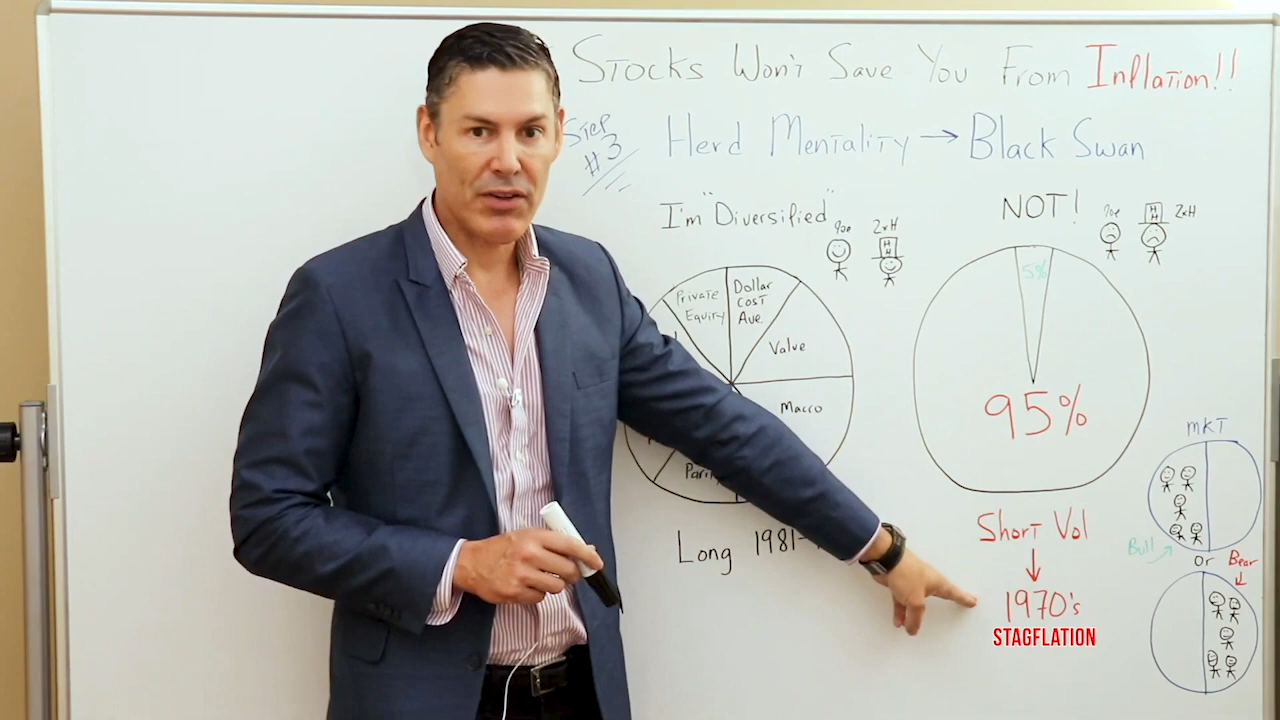 Stocks Won't Save You From Inflation!!
Step
#3
Herd Mentality → Black Swan
I'm "Diversified"
Joe
2xH
H H
NOT!
Joe
2xH
H H
Private
Equity
Dollar
Cost
Ave.
Value
Macro
Parity
5%
95%
Long 1981-
Short Vol
↓
1970's
STAGFLATION
MKT
Bull
or
Bear